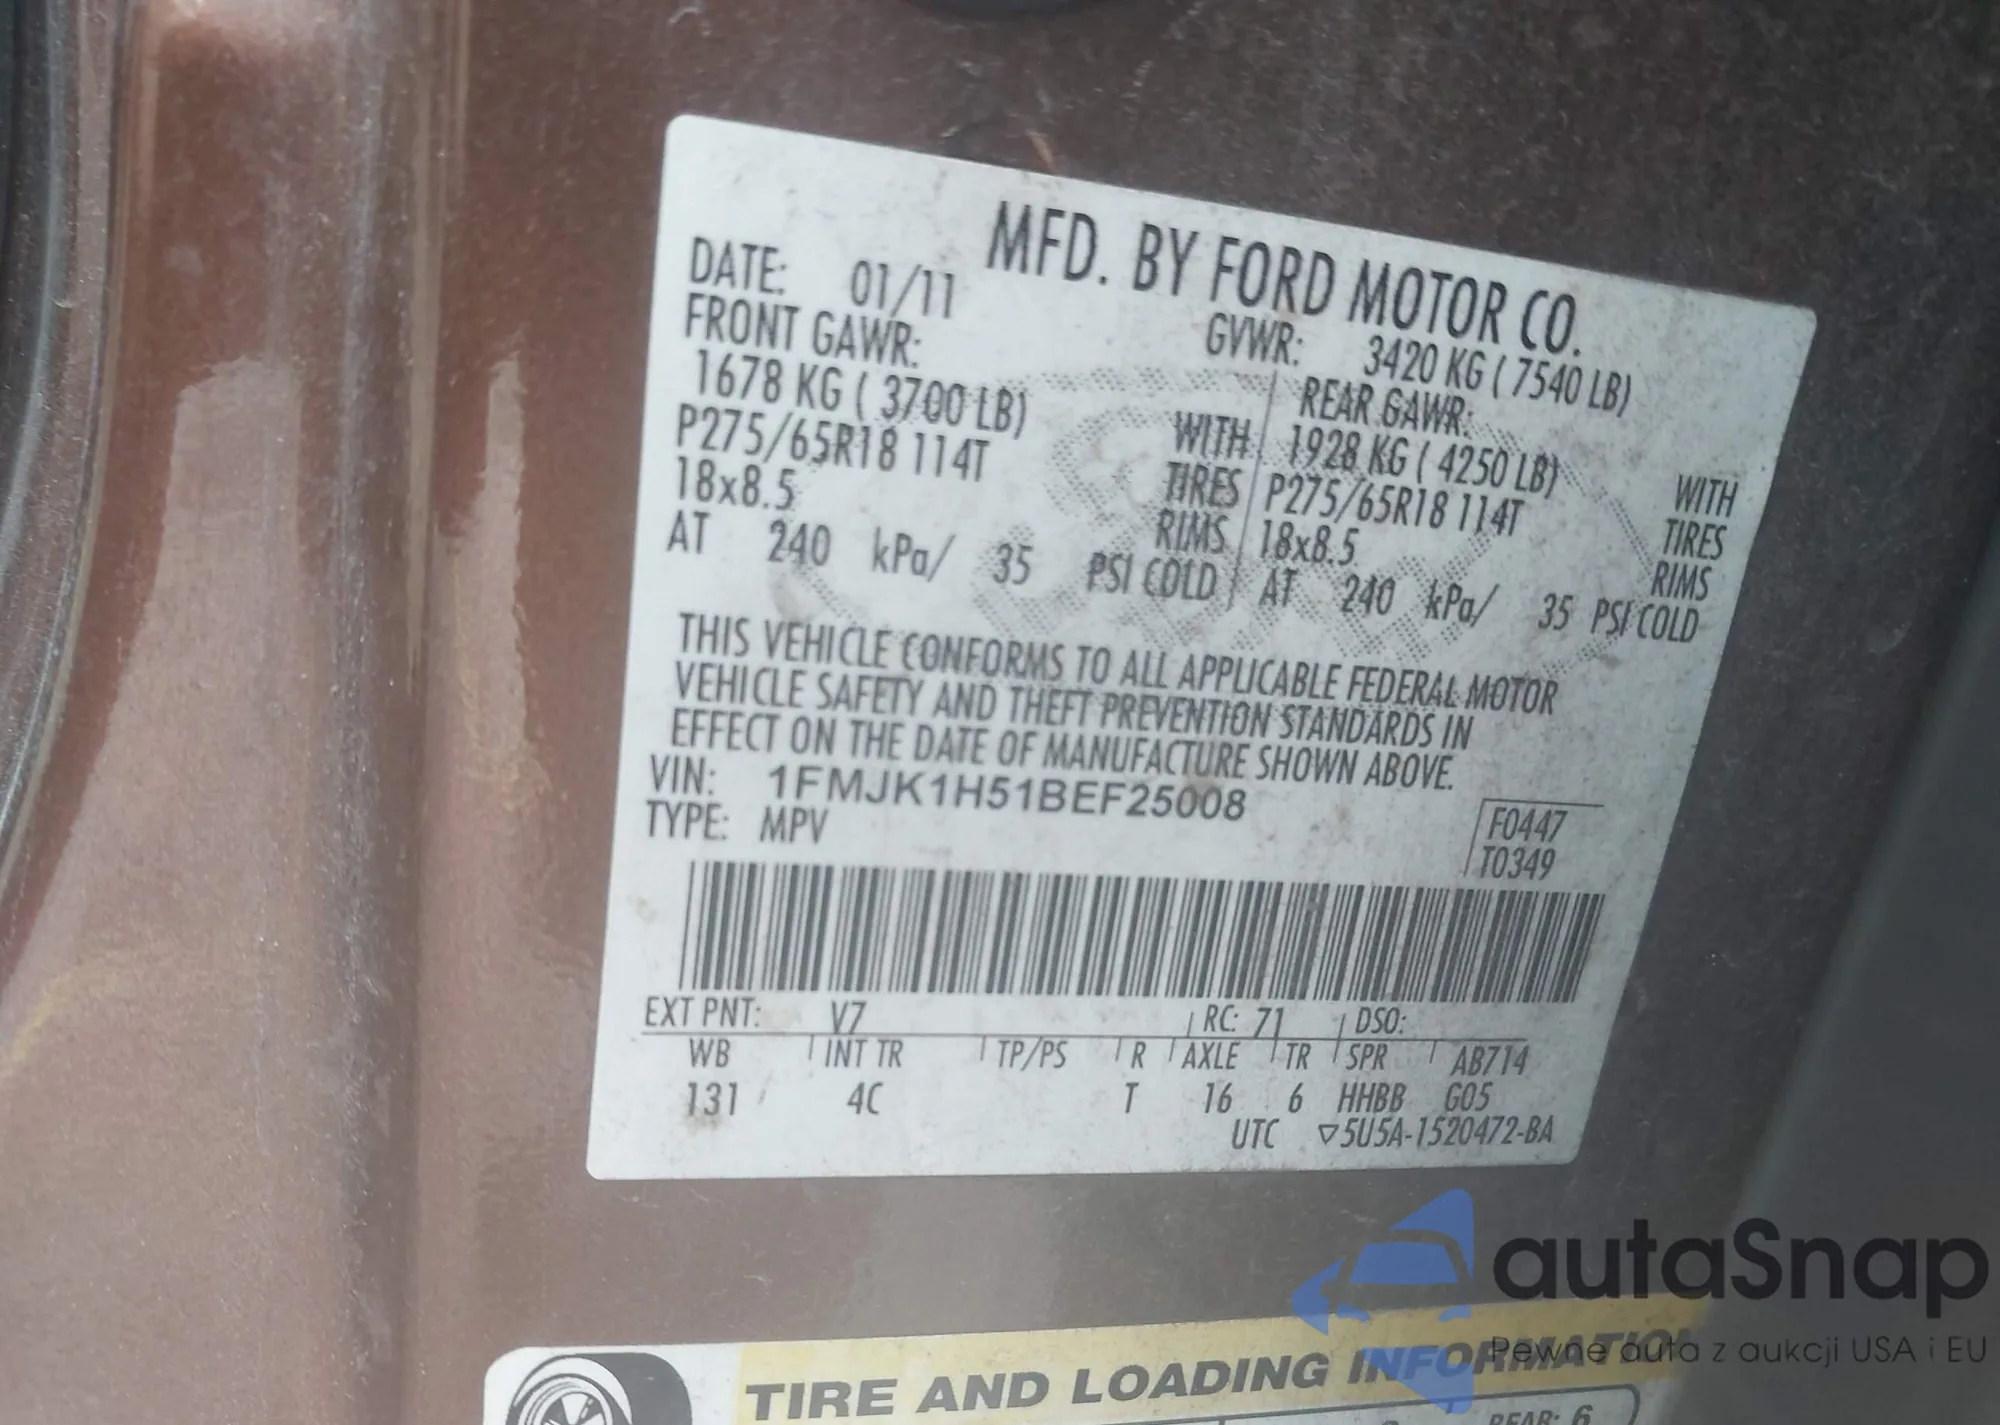 MFD. BY FORD MOTOR CO.
DATE: 01/11 GVWR: 3420 KG ( 7540 LB)
FRONT GAWR: REAR GAWR:
1678 KG ( 3700 LB) WITH 1928 KG ( 4250 LB) WITH
P275/65R18 114T TIRES P275/65R18 114T TIRES
18x8.5 RIMS 18x8.5 RIMS
AT 240 kPa/ 35 PSI COLD AT 240 kPa/ 35 PSI COLD
THIS VEHICLE CONFORMS TO ALL APPLICABLE FEDERAL MOTOR
VEHICLE SAFETY AND THEFT PREVENTION STANDARDS IN
EFFECT ON THE DATE OF MANUFACTURE SHOWN ABOVE.
VIN: 1FMJK1H51BEF25008
TYPE: MPV
F0447
T0349
EXT PNT: V7 RC: 71 DSO:
WB INT TR TP/PS R AXLE TR SPR AB714
131 4C T 16 6 HHBB G05
UTC ▽5U5A-1520472-BA
autaSnap
Pewne auta z aukcji USA i EU
TIRE AND LOADING INFORMATION
REAR: 6